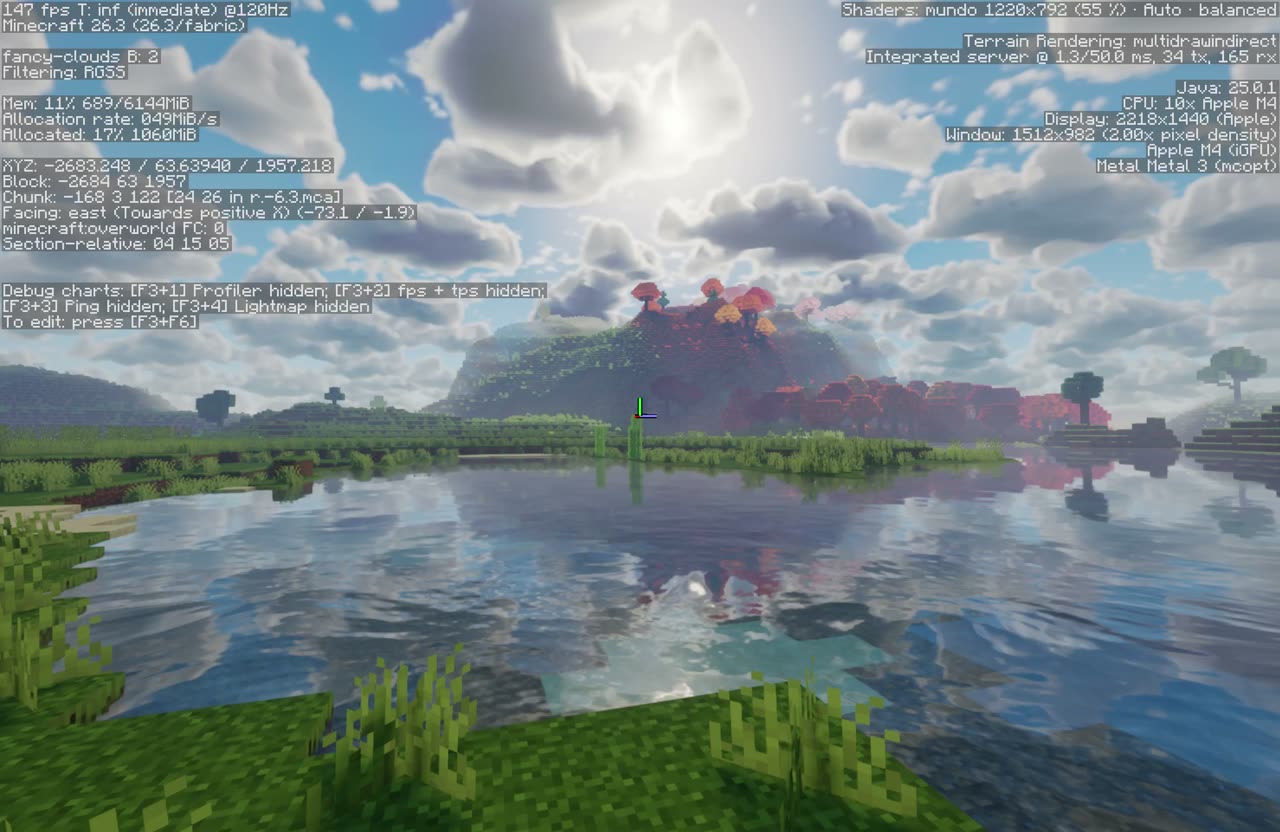 147 fps T: inf (immediate) @120Hz
Minecraft 26.3 (26.3/fabric)
fancy-clouds B: 2
Filtering: RGSS
Mem: 11% 689/6144MiB
Allocation rate: 049MiB/s
Allocated: 17% 1060MiB
XYZ: -2683.248 / 63.63940 / 1957.218
Block: -2684 63 1957
Chunk: -168 3 122 [24 26 in r.-6.3.mca]
Facing: east (Towards positive X) (-73.1 / -1.9)
minecraft:overworld FC: 0
Section-relative: 04 15 05
Debug charts: [F3+1] Profiler hidden; [F3+2] fps + tps hidden;
[F3+3] Ping hidden; [F3+4] Lightmap hidden
To edit: press [F3+F6]
Shaders: mundo 1220x792 (55 %) · Auto · balanced
Terrain Rendering: multidrawindirect
Integrated server @ 1.3/50.0 ms, 34 tx, 165 rx
Java: 25.0.1
CPU: 10x Apple M4
Display: 2218x1440 (Apple)
Window: 1512x982 (2.00x pixel density)
Apple M4 (iGPU)
Metal Metal 3 (mcopt)